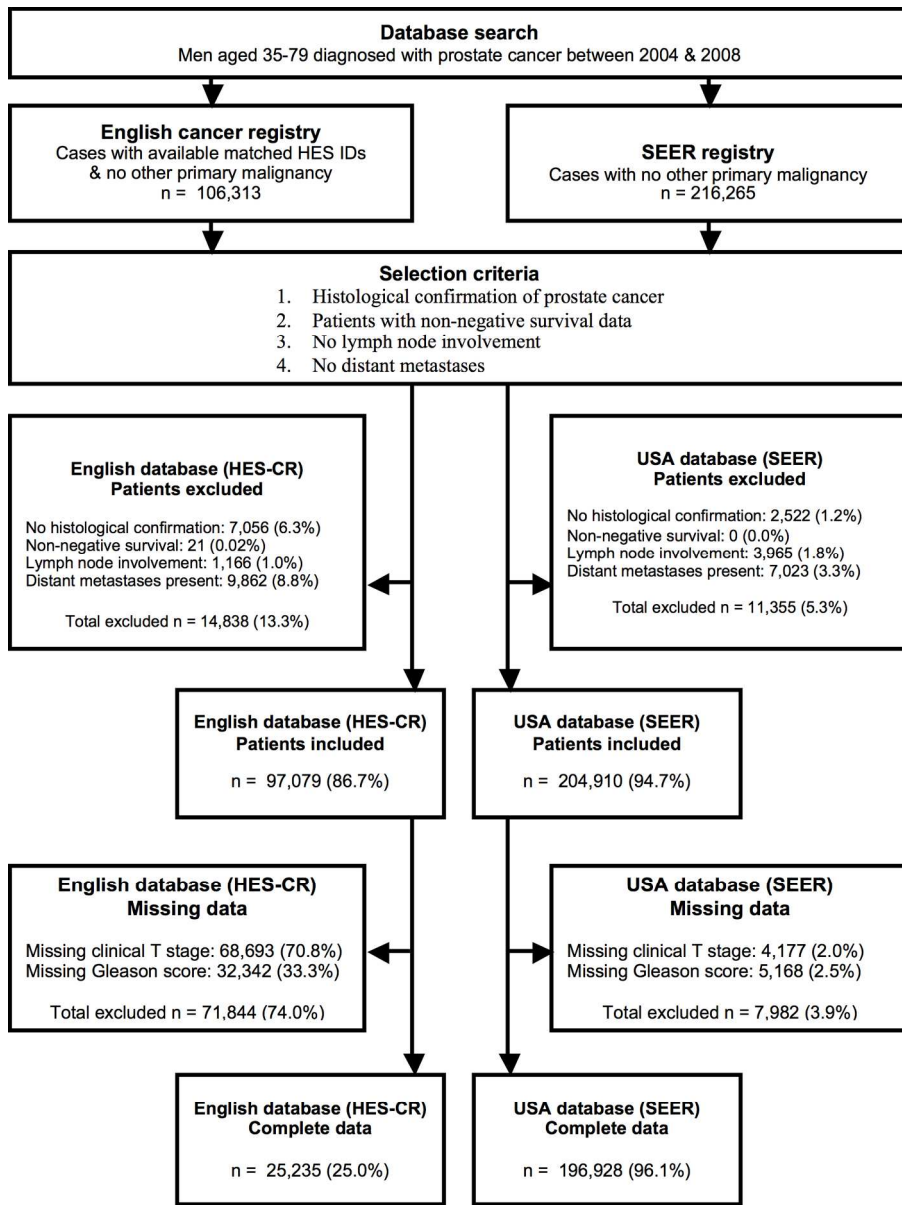 Database search
Men aged 35-79 diagnosed with prostate cancer between 2004 & 2008
English cancer registry
Cases with available matched HES IDs
& no other primary malignancy
n = 106,313
SEER registry
Cases with no other primary malignancy
n = 216,265
Selection criteria
1. Histological confirmation of prostate cancer
2. Patients with non-negative survival data
3. No lymph node involvement
4. No distant metastases
English database (HES-CR)
Patients excluded
No histological confirmation: 7,056 (6.3%)
Non-negative survival: 21 (0.02%)
Lymph node involvement: 1,166 (1.0%)
Distant metastases present: 9,862 (8.8%)
Total excluded n = 14,838 (13.3%)
USA database (SEER)
Patients excluded
No histological confirmation: 2,522 (1.2%)
Non-negative survival: 0 (0.0%)
Lymph node involvement: 3,965 (1.8%)
Distant metastases present: 7,023 (3.3%)
Total excluded n = 11,355 (5.3%)
English database (HES-CR)
Patients included
n = 97,079 (86.7%)
USA database (SEER)
Patients included
n = 204,910 (94.7%)
English database (HES-CR)
Missing data
Missing clinical T stage: 68,693 (70.8%)
Missing Gleason score: 32,342 (33.3%)
Total excluded n = 71,844 (74.0%)
USA database (SEER)
Missing data
Missing clinical T stage: 4,177 (2.0%)
Missing Gleason score: 5,168 (2.5%)
Total excluded n = 7,982 (3.9%)
English database (HES-CR)
Complete data
n = 25,235 (25.0%)
USA database (SEER)
Complete data
n = 196,928 (96.1%)